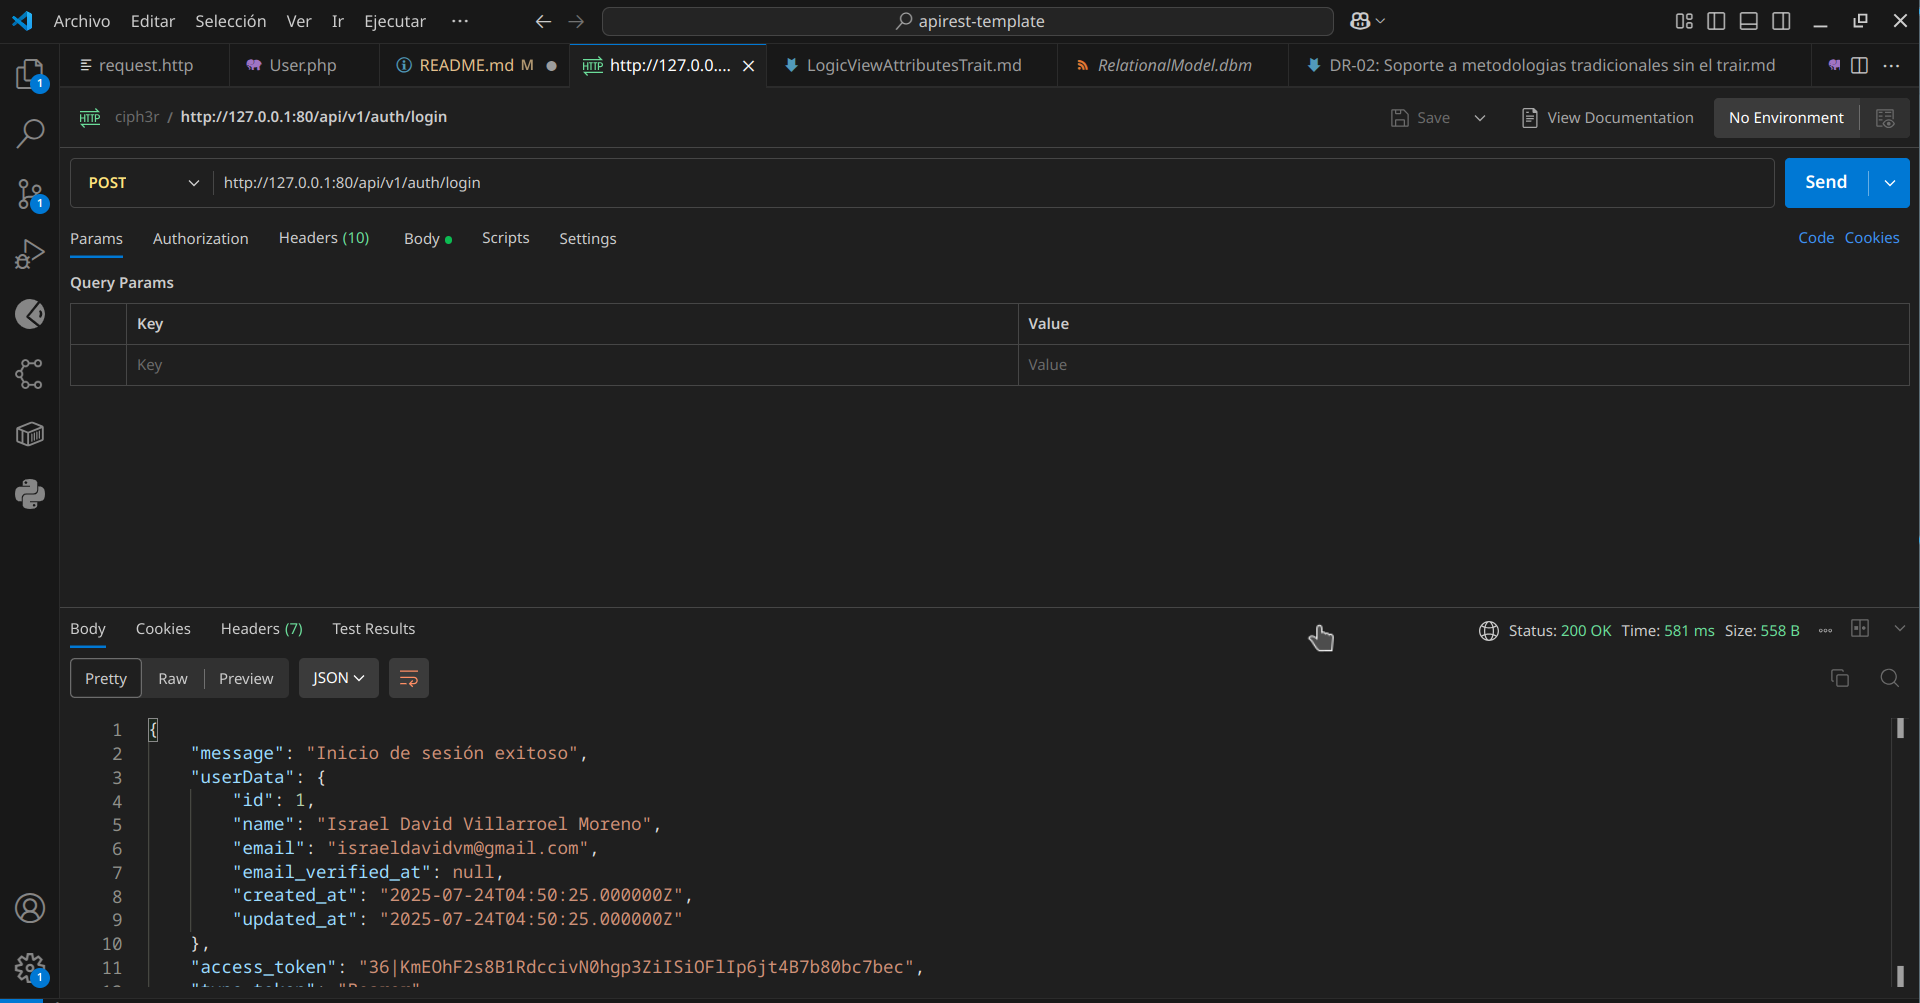 Archivo Editar Selección Ver Ir Ejecutar ··· apirest-template
request.http User.php README.md M http://127.0.0.... LogicViewAttributesTrait.md RelationalModel.dbm DR-02: Soporte a metodologias tradicionales sin el trair.md
HTTP ciph3r / http://127.0.0.1:80/api/v1/auth/login Save View Documentation No Environment
POST http://127.0.0.1:80/api/v1/auth/login Send
Params Authorization Headers (10) Body Scripts Settings Code Cookies
Query Params
Key Value
Key Value
Body Cookies Headers (7) Test Results Status: 200 OK Time: 581 ms Size: 558 B
Pretty Raw Preview JSON
1 {
2 "message": "Inicio de sesión exitoso",
3 "userData": {
4 "id": 1,
5 "name": "Israel David Villarroel Moreno",
6 "email": "israeldavidvm@gmail.com",
7 "email_verified_at": null,
8 "created_at": "2025-07-24T04:50:25.000000Z",
9 "updated_at": "2025-07-24T04:50:25.000000Z"
10 },
11 "access_token": "36|KmEOhF2s8B1RdccivN0hgp3ZiISiOFlIp6jt4B7b80bc7bec",